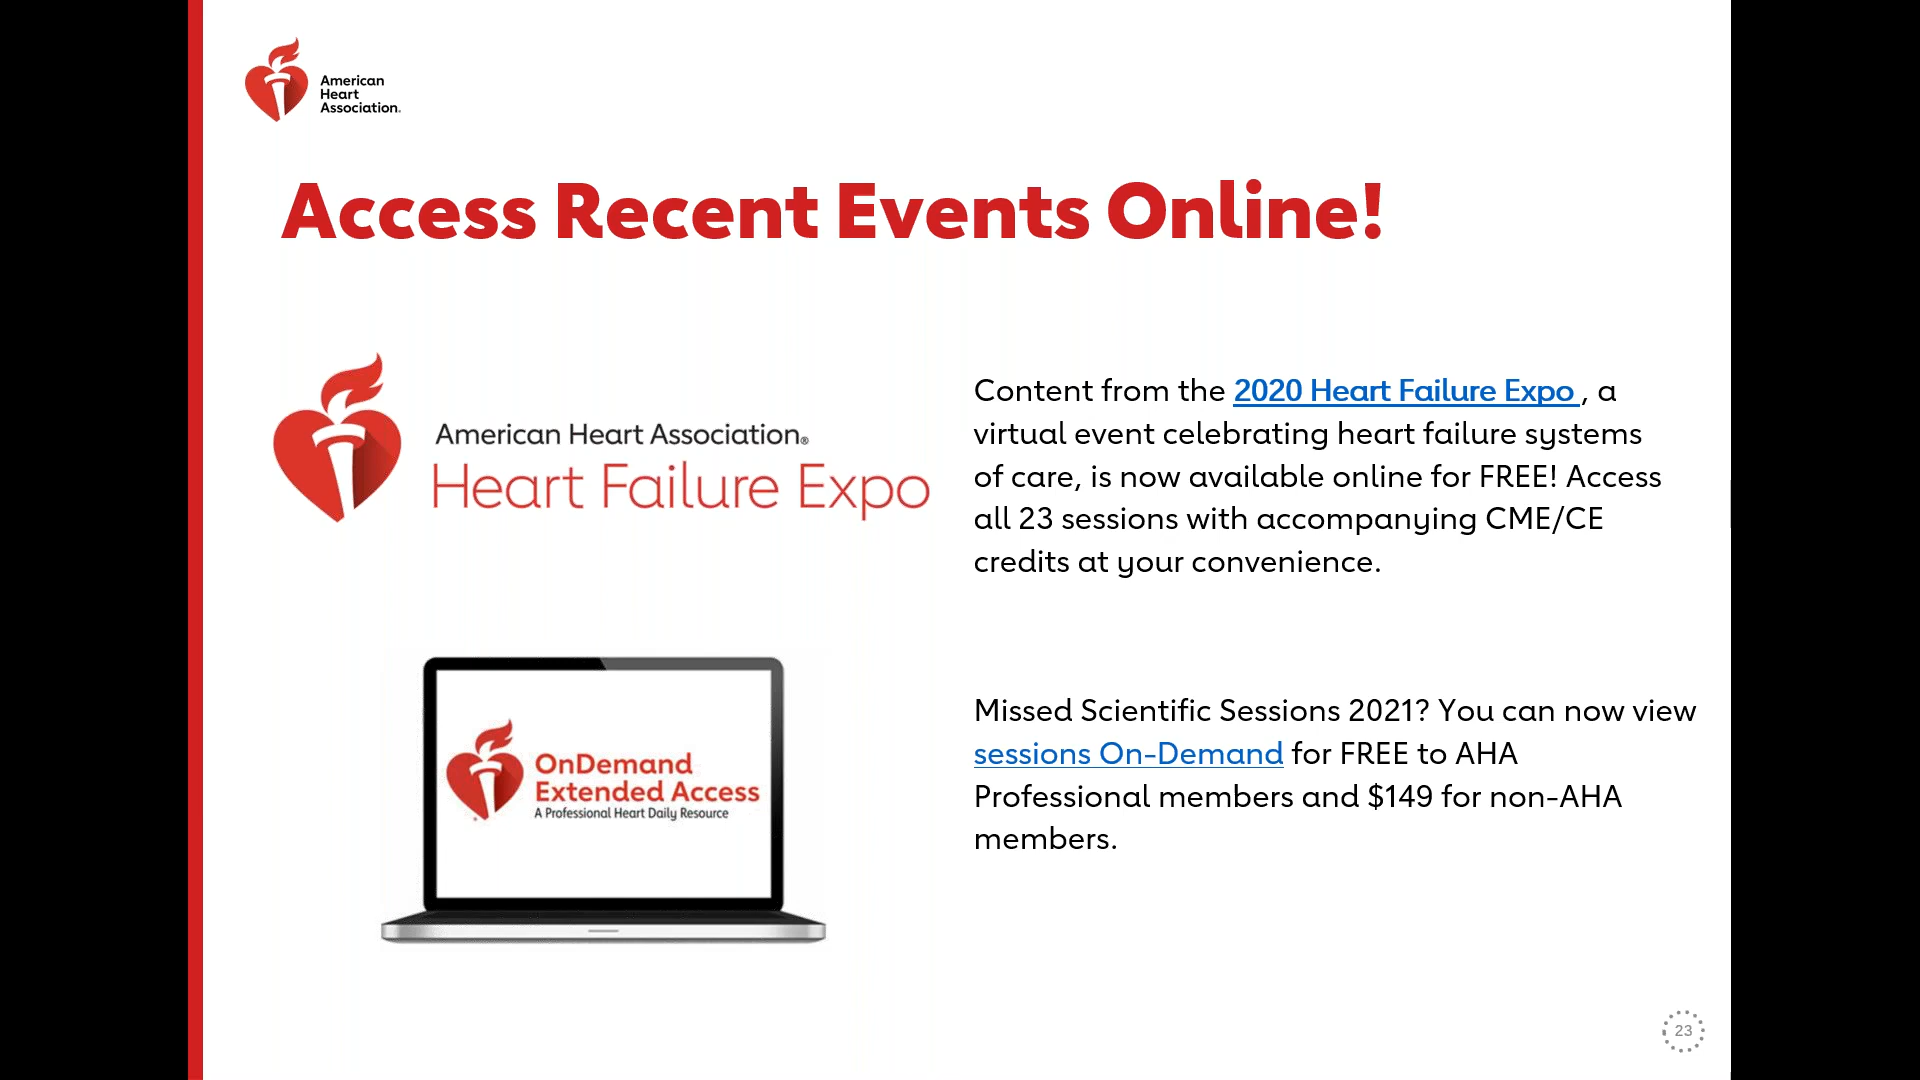 American
Heart
Association.
Access Recent Events Online!
American Heart Association®
Heart Failure Expo
Content from the 2020 Heart Failure Expo , a
virtual event celebrating heart failure systems
of care, is now available online for FREE! Access
all 23 sessions with accompanying CME/CE
credits at your convenience.
OnDemand
Extended Access
A Professional Heart Daily Resource
Missed Scientific Sessions 2021? You can now view
sessions On-Demand for FREE to AHA
Professional members and $149 for non-AHA
members.
23